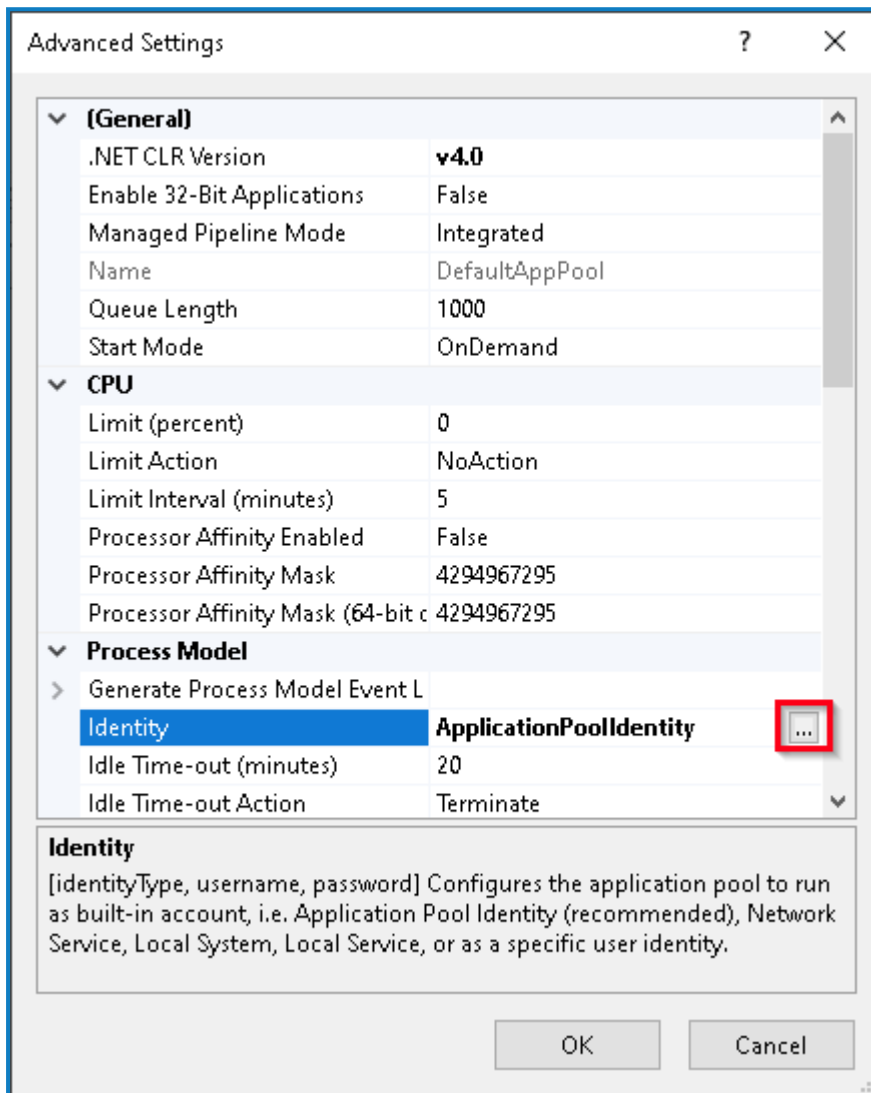 Advanced Settings ? ×
(General)
.NET CLR Version v4.0
Enable 32-Bit Applications False
Managed Pipeline Mode Integrated
Name DefaultAppPool
Queue Length 1000
Start Mode OnDemand
CPU
Limit (percent) 0
Limit Action NoAction
Limit Interval (minutes) 5
Processor Affinity Enabled False
Processor Affinity Mask 4294967295
Processor Affinity Mask (64-bit c 4294967295
Process Model
Generate Process Model Event L
Identity ApplicationPoolIdentity ...
Idle Time-out (minutes) 20
Idle Time-out Action Terminate
Identity
[identityType, username, password] Configures the application pool to run
as built-in account, i.e. Application Pool Identity (recommended), Network
Service, Local System, Local Service, or as a specific user identity.
OK Cancel